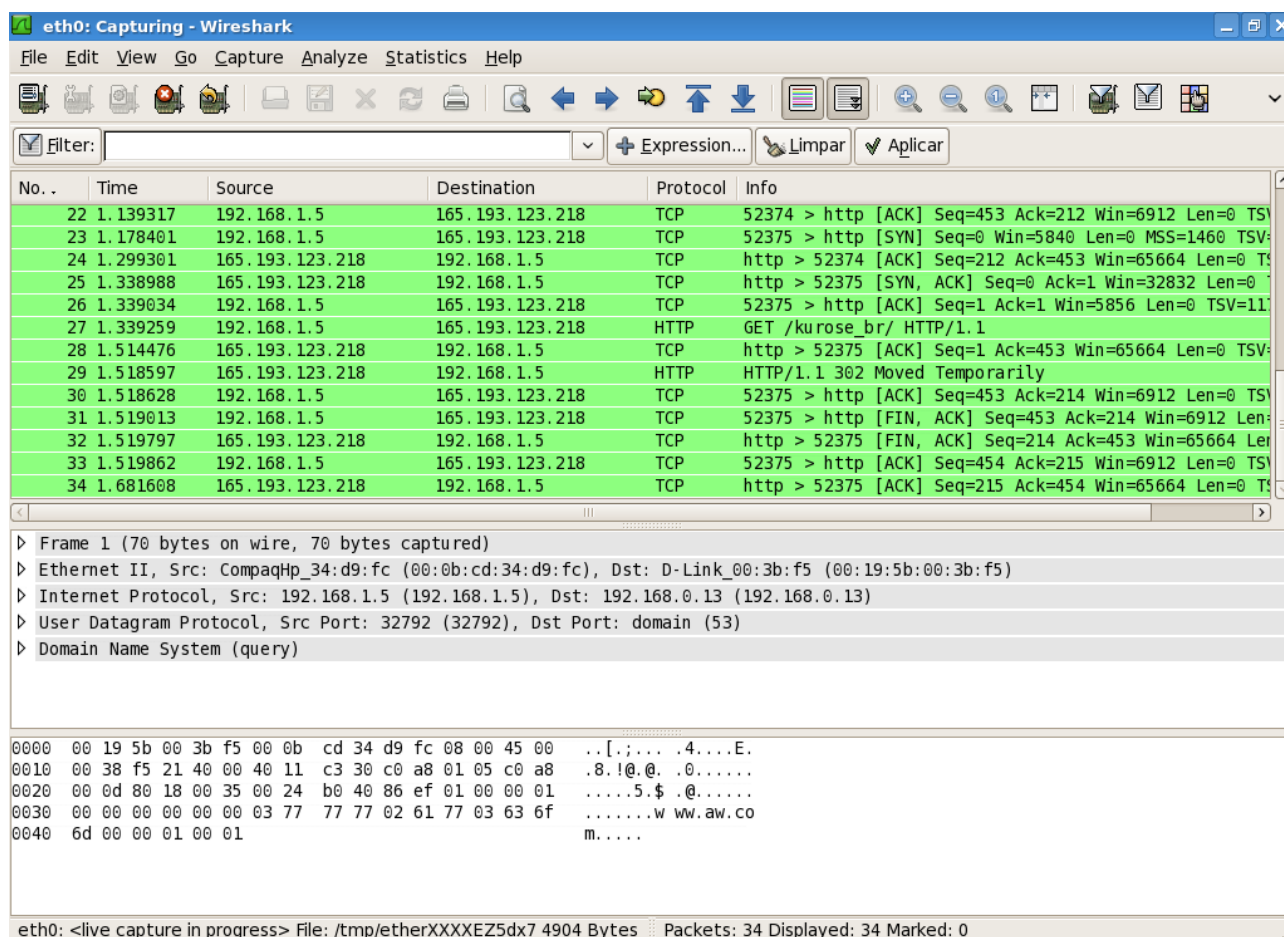 eth0: Capturing - Wireshark
File Edit View Go Capture Analyze Statistics Help
Filter: Expression... Limpar Aplicar
No. . Time Source Destination Protocol Info
22 1.139317 192.168.1.5 165.193.123.218 TCP 52374 > http [ACK] Seq=453 Ack=212 Win=6912 Len=0 TSV
23 1.178401 192.168.1.5 165.193.123.218 TCP 52375 > http [SYN] Seq=0 Win=5840 Len=0 MSS=1460 TSV=
24 1.299301 165.193.123.218 192.168.1.5 TCP http > 52374 [ACK] Seq=212 Ack=453 Win=65664 Len=0
25 1.338988 165.193.123.218 192.168.1.5 TCP http > 52375 [SYN, ACK] Seq=0 Ack=1 Win=32832 Len=0
26 1.339034 192.168.1.5 165.193.123.218 TCP 52375 > http [ACK] Seq=1 Ack=1 Win=5856 Len=0 TSV=11
27 1.339259 192.168.1.5 165.193.123.218 HTTP GET /kurose_br/ HTTP/1.1
28 1.514476 165.193.123.218 192.168.1.5 TCP http > 52375 [ACK] Seq=1 Ack=453 Win=65664 Len=0 TSV=
29 1.518597 165.193.123.218 192.168.1.5 HTTP HTTP/1.1 302 Moved Temporarily
30 1.518628 192.168.1.5 165.193.123.218 TCP 52375 > http [ACK] Seq=453 Ack=214 Win=6912 Len=0 TSV
31 1.519013 192.168.1.5 165.193.123.218 TCP 52375 > http [FIN, ACK] Seq=453 Ack=214 Win=6912 Len=
32 1.519797 165.193.123.218 192.168.1.5 TCP http > 52375 [FIN, ACK] Seq=214 Ack=453 Win=65664 Len
33 1.519862 192.168.1.5 165.193.123.218 TCP 52375 > http [ACK] Seq=454 Ack=215 Win=6912 Len=0 TSV
34 1.681608 165.193.123.218 192.168.1.5 TCP http > 52375 [ACK] Seq=215 Ack=454 Win=65664 Len=0
Frame 1 (70 bytes on wire, 70 bytes captured)
Ethernet II, Src: CompaqHp_34:d9:fc (00:0b:cd:34:d9:fc), Dst: D-Link_00:3b:f5 (00:19:5b:00:3b:f5)
Internet Protocol, Src: 192.168.1.5 (192.168.1.5), Dst: 192.168.0.13 (192.168.0.13)
User Datagram Protocol, Src Port: 32792 (32792), Dst Port: domain (53)
Domain Name System (query)
0000 00 19 5b 00 3b f5 00 0b cd 34 d9 fc 08 00 45 00 ..[.;... .4....E.
0010 00 38 f5 21 40 00 40 11 c3 30 c0 a8 01 05 c0 a8 .8.!@.@. .0......
0020 00 0d 80 18 00 35 00 24 b0 40 86 ef 01 00 00 01 .....5.$ .@......
0030 00 00 00 00 00 00 03 77 77 77 02 61 77 03 63 6f .......w ww.aw.co
0040 6d 00 00 01 00 01 m.....
eth0: <live capture in progress> File: /tmp/etherXXXXEZ5dx7 4904 Bytes Packets: 34 Displayed: 34 Marked: 0